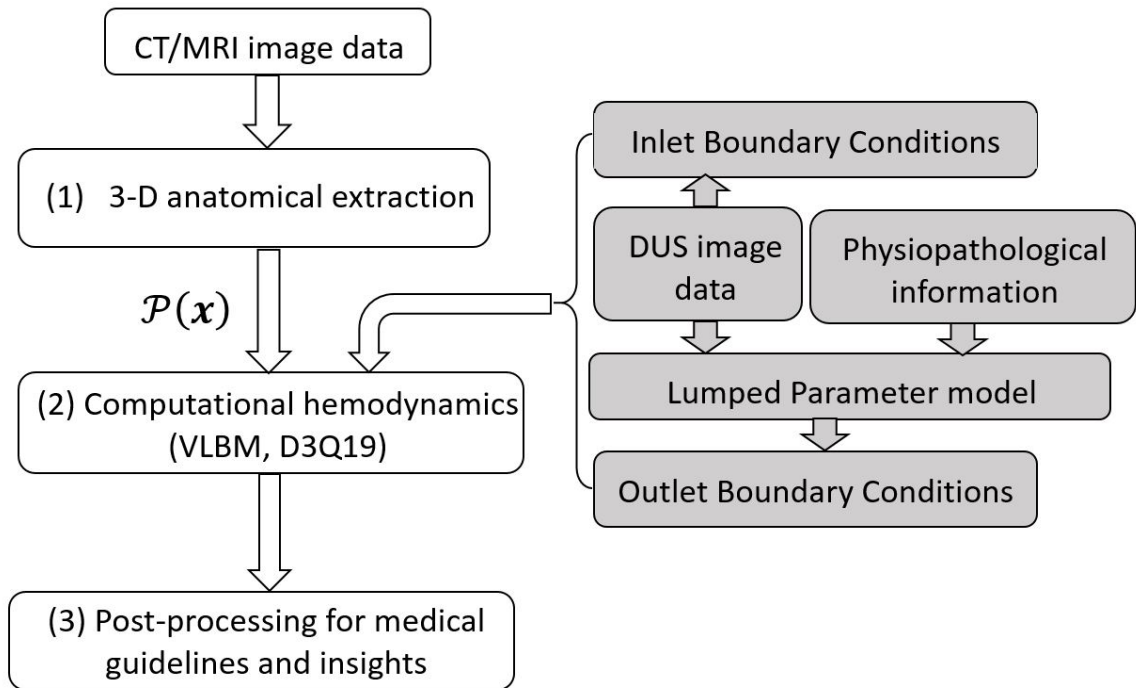 CT/MRI image data
(1) 3-D anatomical extraction
𝒫(𝒙)
(2) Computational hemodynamics
(VLBM, D3Q19)
(3) Post-processing for medical
guidelines and insights
Inlet Boundary Conditions
DUS image
data
Physiopathological
information
Lumped Parameter model
Outlet Boundary Conditions